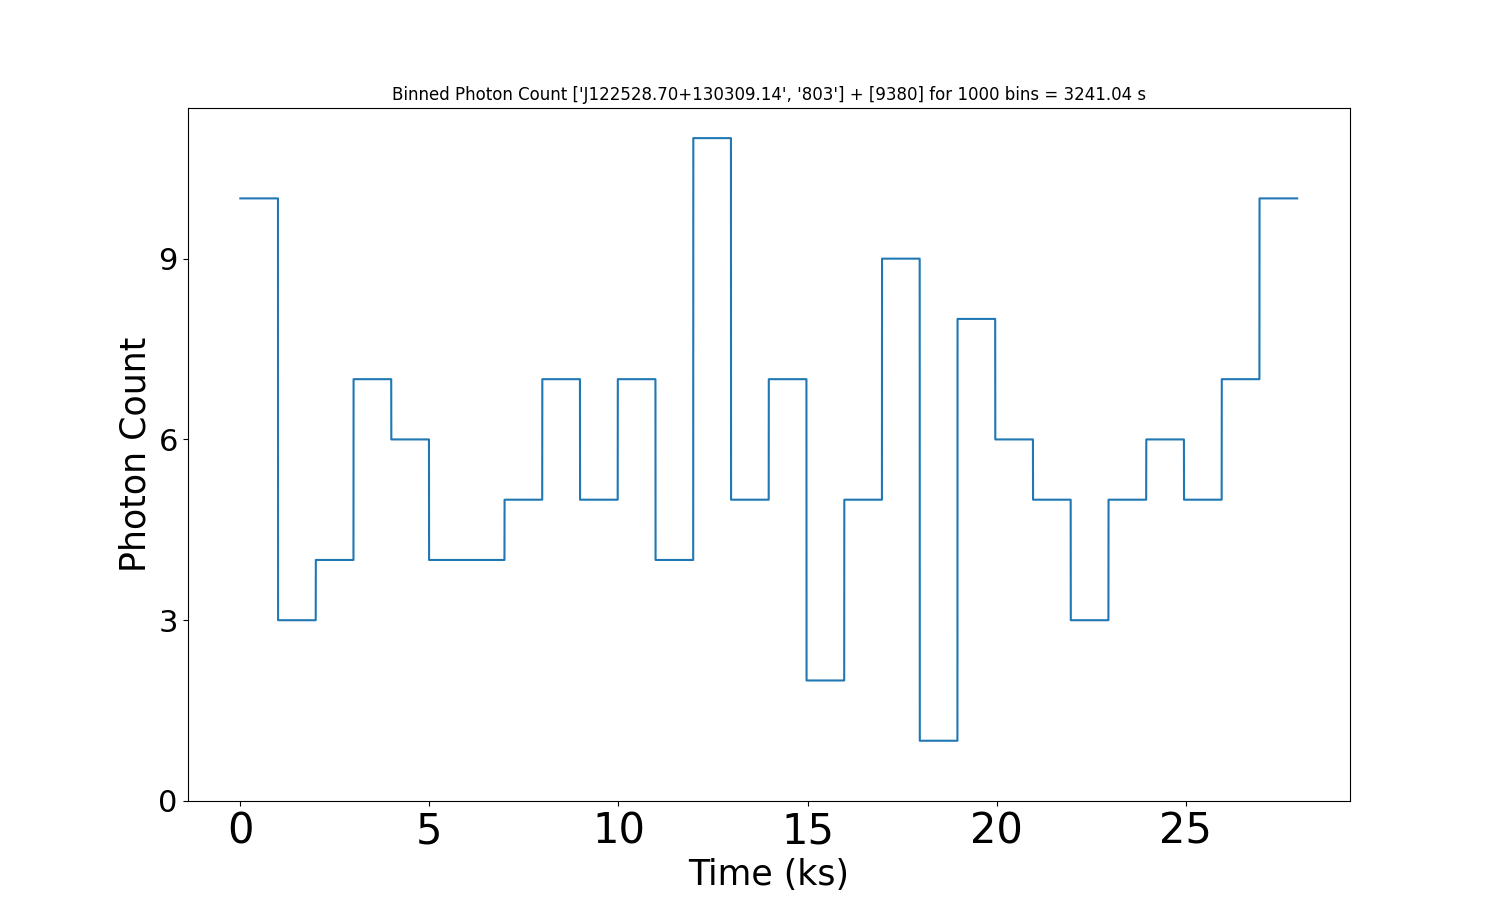 Binned Photon Count ['J122528.70+130309.14', '803'] + [9380] for 1000 bins = 3241.04 s
Photon Count
9
6
3
0
0 5 10 15 20 25
Time (ks)